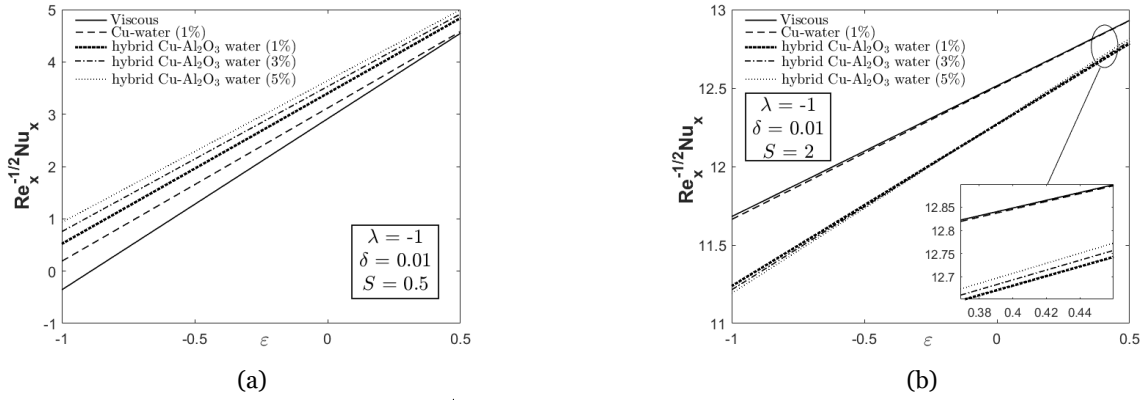 5
4
3
2
1
0
-1
Re_x^{-1/2}Nu_x
Viscous
Cu-water (1%)
hybrid Cu-Al₂O₃ water (1%)
hybrid Cu-Al₂O₃ water (3%)
hybrid Cu-Al₂O₃ water (5%)
λ = -1
δ = 0.01
S = 0.5
-1
-0.5
0
0.5
ε
(a)
13
12.5
12
11.5
11
Re_x^{-1/2}Nu_x
Viscous
Cu-water (1%)
hybrid Cu-Al₂O₃ water (1%)
hybrid Cu-Al₂O₃ water (3%)
hybrid Cu-Al₂O₃ water (5%)
λ = -1
δ = 0.01
S = 2
12.85
12.8
12.75
12.7
0.38
0.4
0.42
0.44
-1
-0.5
0
0.5
ε
(b)